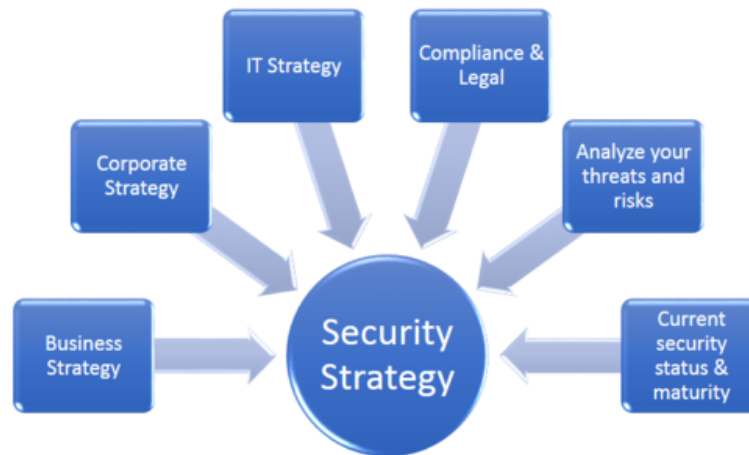 IT Strategy
Compliance &
Legal
Corporate
Strategy
Analyze your
threats and
risks
Business
Strategy
Security
Strategy
Current
security
status &
maturity